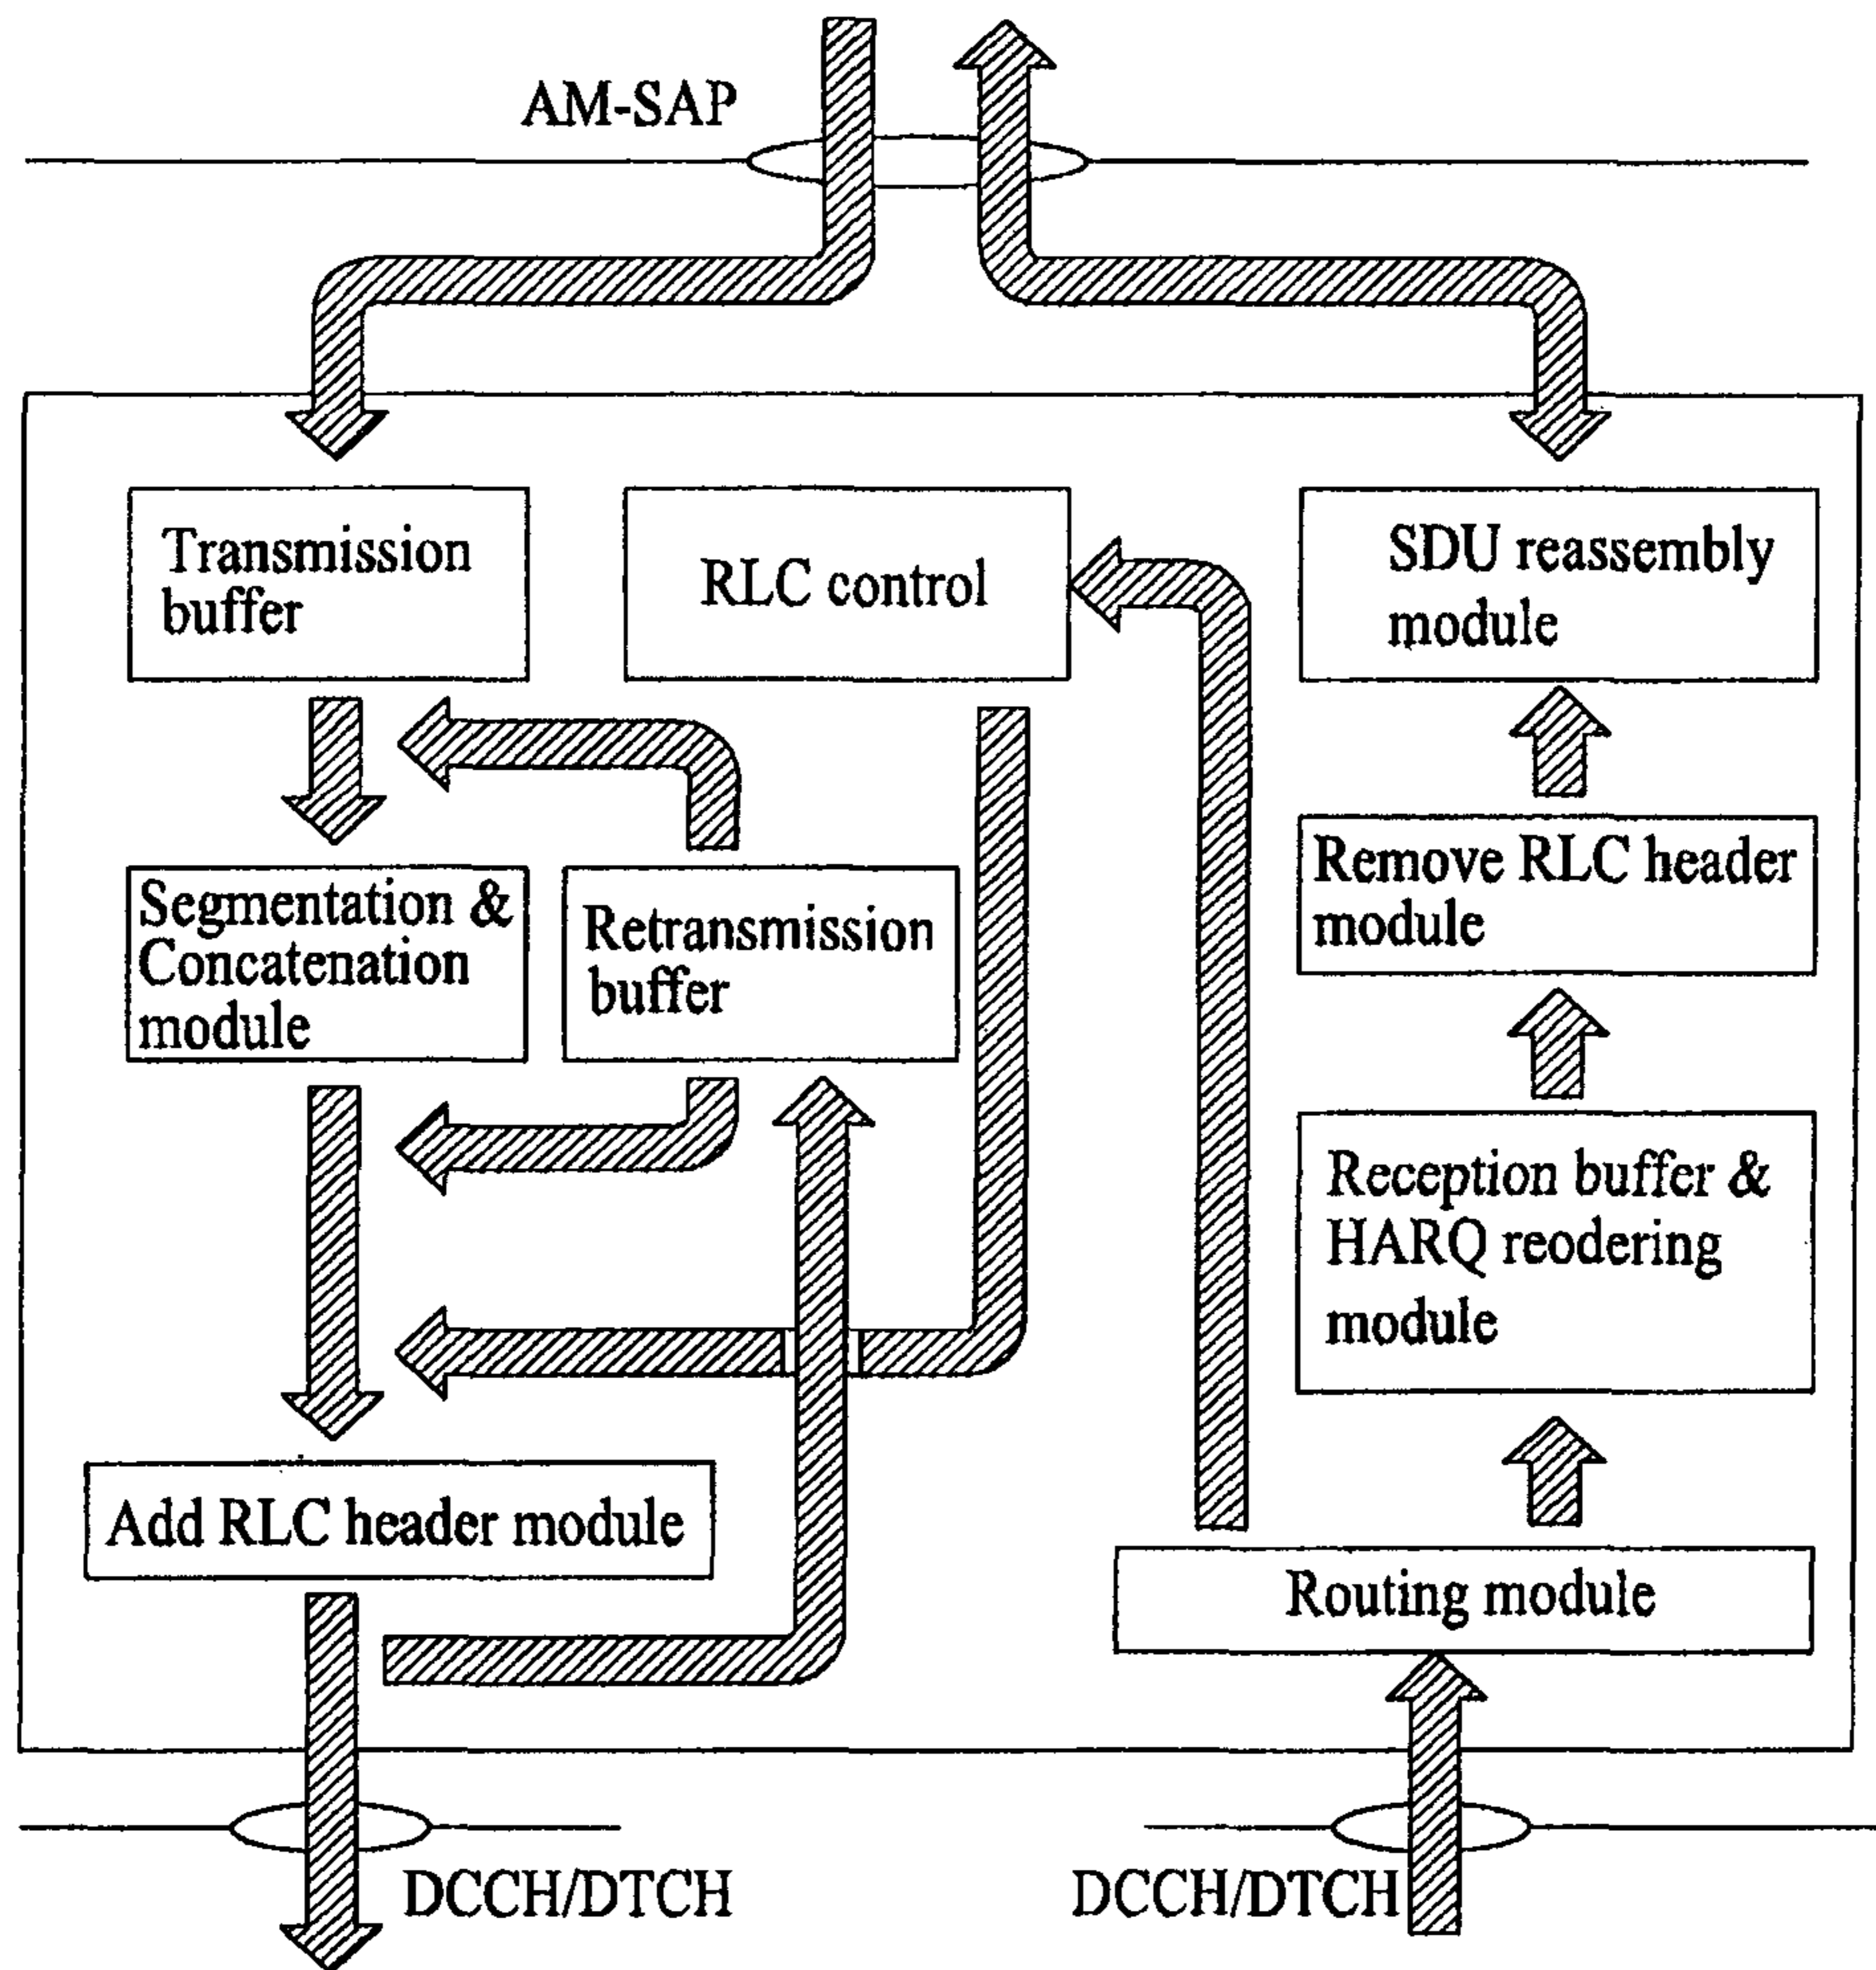 AM-SAP
Transmission
buffer
RLC control
SDU reassembly
module
Segmentation &
Concatenation
module
Retransmission
buffer
Remove RLC header
module
Reception buffer &
HARQ reodering
module
Add RLC header module
Routing module
DCCH/DTCH
DCCH/DTCH